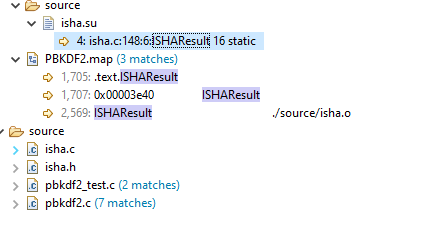 source
isha.su
4: isha.c:148:6:ISHAResult 16 static
PBKDF2.map (3 matches)
1,705: .text.ISHAResult
1,707: 0x00003e40 ISHAResult
2,569: ISHAResult ./source/isha.o
source
isha.c
isha.h
pbkdf2_test.c (2 matches)
pbkdf2.c (7 matches)